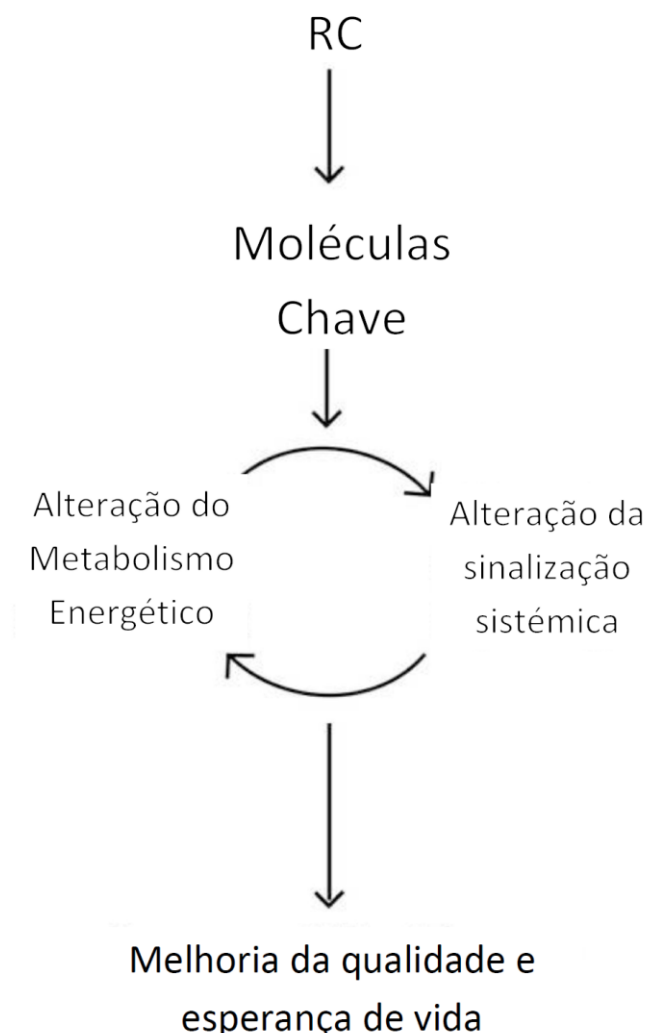 RC
Moléculas
Chave
Alteração do
Metabolismo
Energético
Alteração da
sinalização
sistémica
Melhoria da qualidade e
esperança de vida